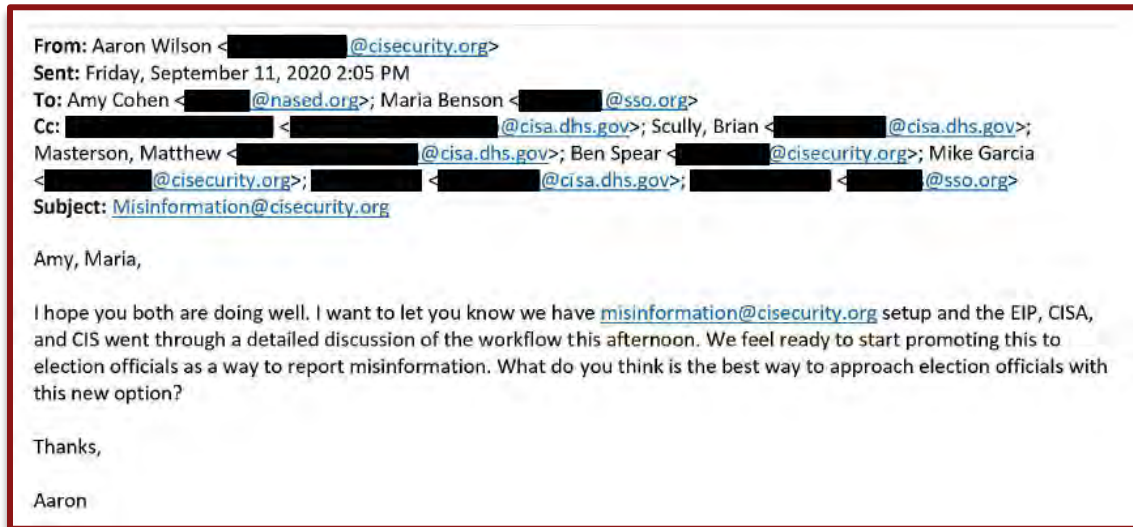 From: Aaron Wilson < @cisecurity.org>
Sent: Friday, September 11, 2020 2:05 PM
To: Amy Cohen < @nased.org>; Maria Benson < @sso.org>
Cc: < @cisa.dhs.gov>; Scully, Brian < @cisa.dhs.gov>;
Masterson, Matthew < @cisa.dhs.gov>; Ben Spear < @cisecurity.org>; Mike Garcia
< @cisecurity.org>; < @cisa.dhs.gov>; < @sso.org>
Subject: Misinformation@cisecurity.org
Amy, Maria,
I hope you both are doing well. I want to let you know we have misinformation@cisecurity.org setup and the EIP, CISA,
and CIS went through a detailed discussion of the workflow this afternoon. We feel ready to start promoting this to
election officials as a way to report misinformation. What do you think is the best way to approach election officials with
this new option?
Thanks,
Aaron